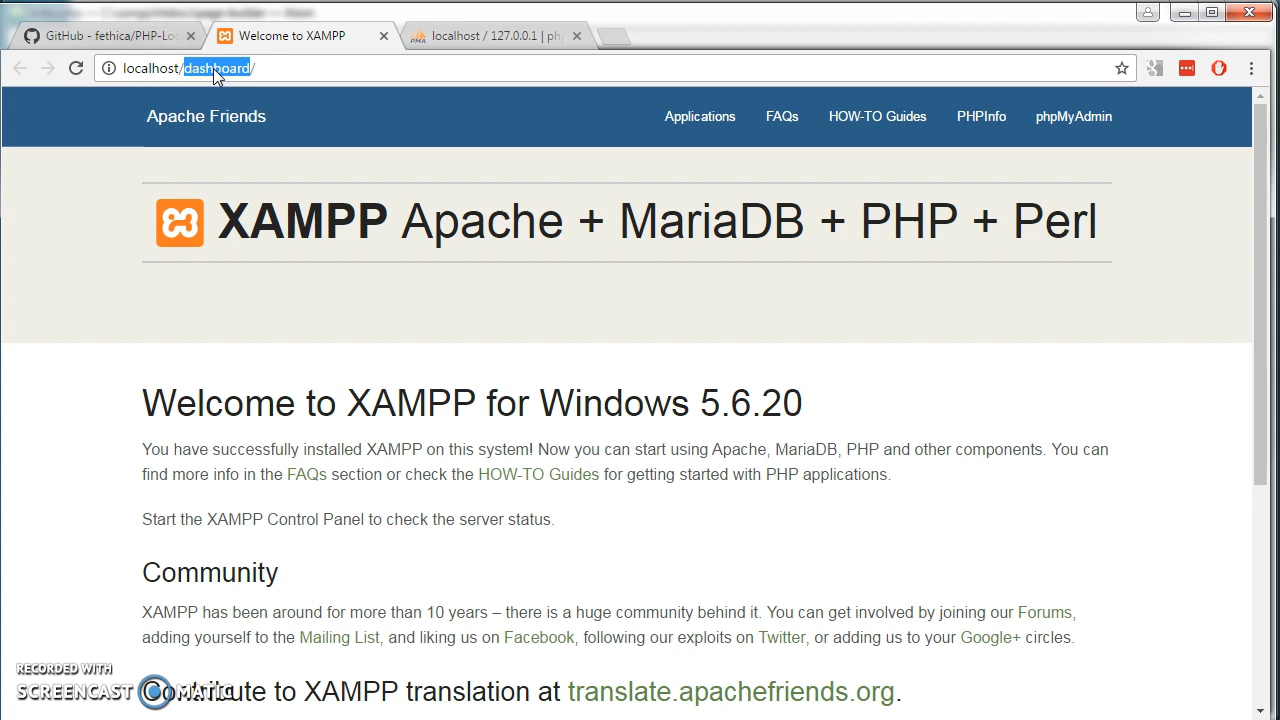 GitHub - fethica/PHP-Lo
Welcome to XAMPP
localhost / 127.0.0.1 | ph
localhost/dashboard/
Apache Friends
Applications
FAQs
HOW-TO Guides
PHPInfo
phpMyAdmin
XAMPP Apache + MariaDB + PHP + Perl
Welcome to XAMPP for Windows 5.6.20
You have successfully installed XAMPP on this system! Now you can start using Apache, MariaDB, PHP and other components. You can
find more info in the FAQs section or check the HOW-TO Guides for getting started with PHP applications.
Start the XAMPP Control Panel to check the server status.
Community
XAMPP has been around for more than 10 years – there is a huge community behind it. You can get involved by joining our Forums,
adding yourself to the Mailing List, and liking us on Facebook, following our exploits on Twitter, or adding us to your Google+ circles.
Contribute to XAMPP translation at translate.apachefriends.org.
RECORDED WITH
SCREENCAST MATIC